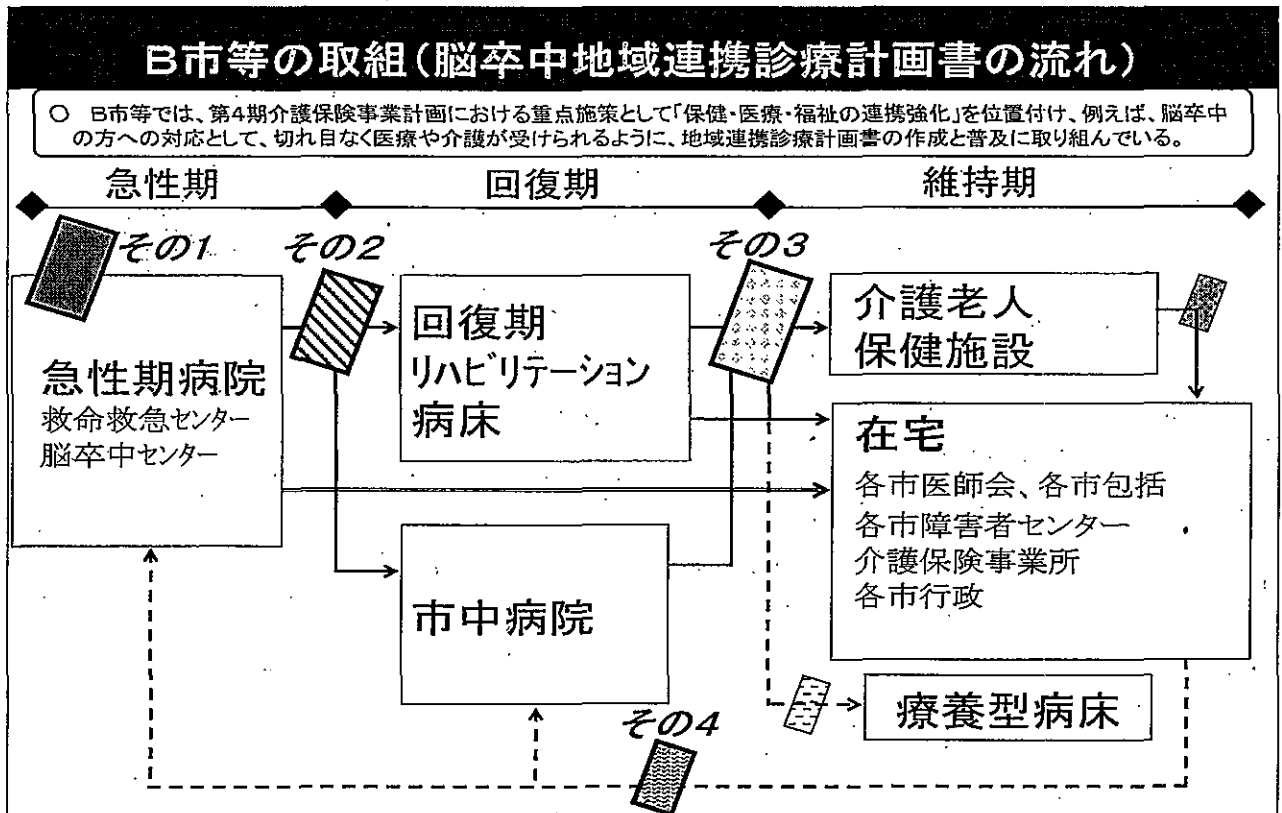 B市等の取組(脳卒中地域連携診療計画書の流れ)
○ B市等では、第4期介護保険事業計画における重点施策として「保健・医療・福祉の連携強化」を位置付け、例えば、脳卒中
の方への対応として、切れ目なく医療や介護が受けられるように、地域連携診療計画書の作成と普及に取り組んでいる。
急性期
回復期
維持期
その1
その2
その3
急性期病院
救命救急センター
脳卒中センター
回復期
リハビリテーション
病床
市中病院
介護老人
保健施設
在宅
各市医師会、各市包括
各市障害者センター
介護保険事業所
各市行政
療養型病床
その4